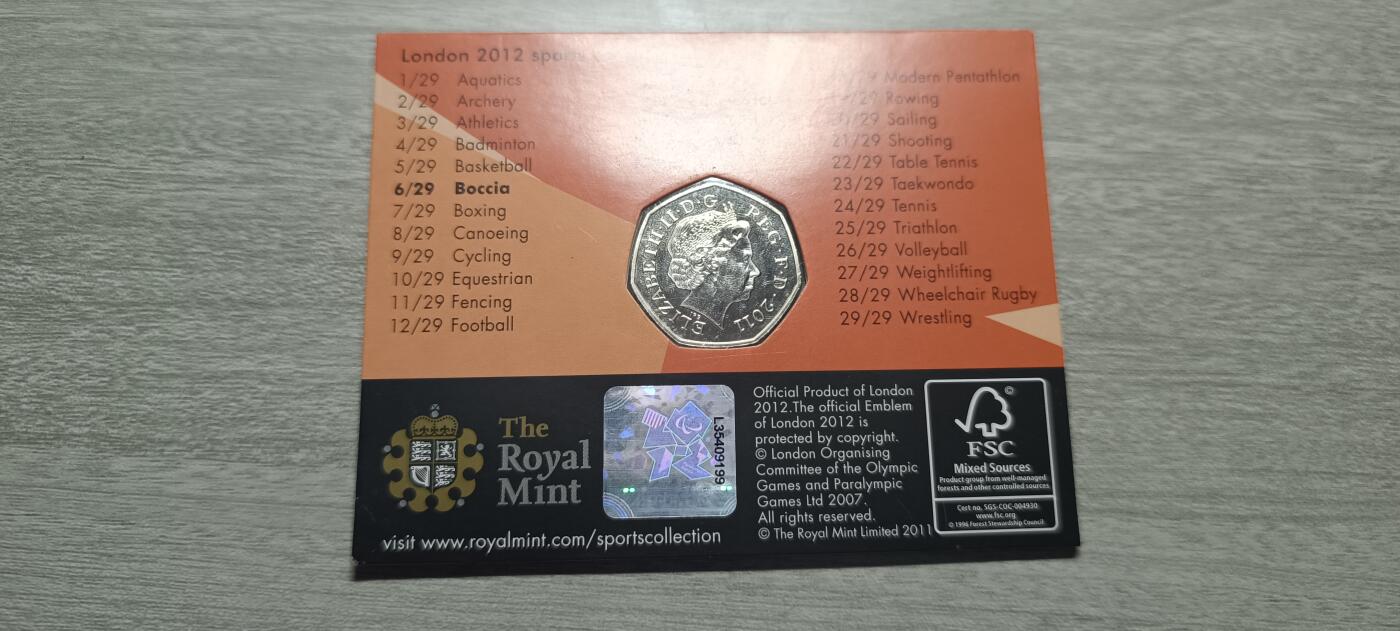 London 2012
1/29 Aquatics
2/29 Archery
3/29 Athletics
4/29 Badminton
5/29 Basketball
6/29 Boccia
7/29 Boxing
8/29 Canoeing
9/29 Cycling
10/29 Equestrian
11/29 Fencing
12/29 Football
Modern Pentathlon
Rowing
Sailing
21/29 Shooting
22/29 Table Tennis
23/29 Taekwondo
24/29 Tennis
25/29 Triathlon
26/29 Volleyball
27/29 Weightlifting
28/29 Wheelchair Rugby
29/29 Wrestling
ELIZABETH·II·D·G REG·F·D·2011
The
Royal
Mint
L35409199
visit www.royalmint.com/sportscollection
Official Product of London
2012.The official Emblem
of London 2012 is
protected by copyright.
© London Organising
Committee of the Olympic
Games and Paralympic
Games Ltd 2007.
All rights reserved.
© The Royal Mint Limited 2011
©
FSC
Mixed Sources
Product group from well-managed
forests and other controlled sources
Cert no. SGS-COC-004930
www.fsc.org
© 1996 Forest Stewardship Council